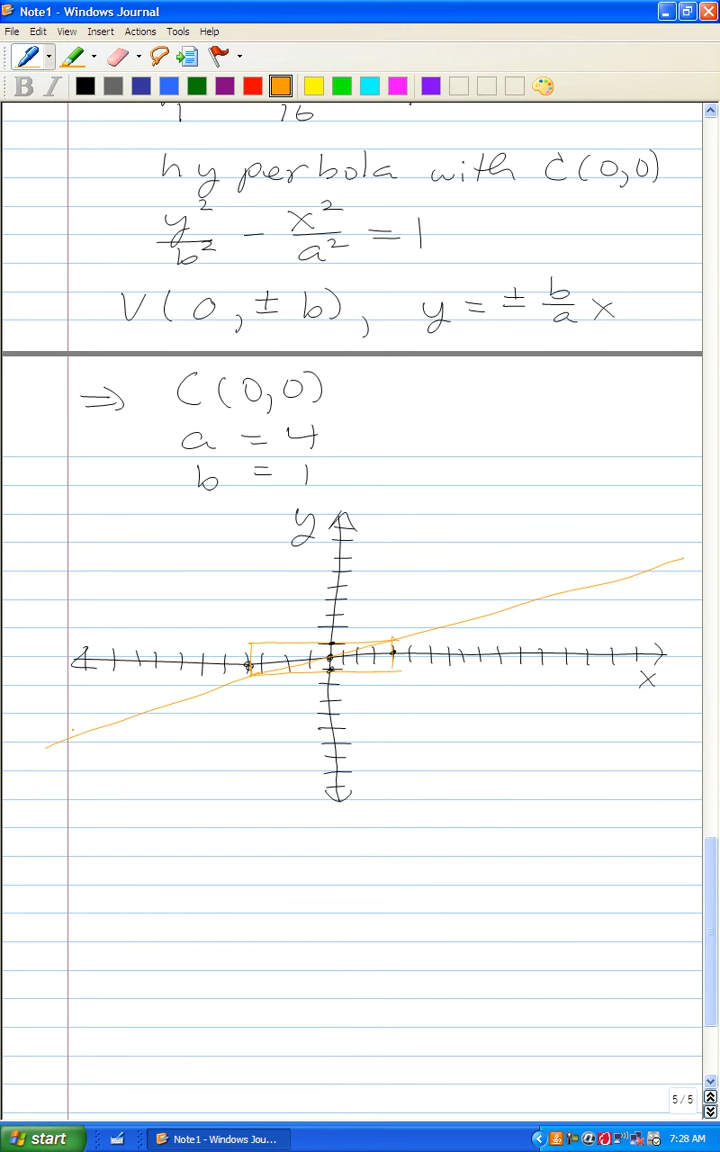 Note1 - Windows Journal
File Edit View Insert Actions Tools Help
B I
16
hyperbola with C(0,0)
y²/b² - x²/a² = 1
V(0, ± b), y = ± b/a x
⇒ C(0,0)
a = 4
b = 1
y
x
5 / 5
start Note1 - Windows Jou... 7:28 AM